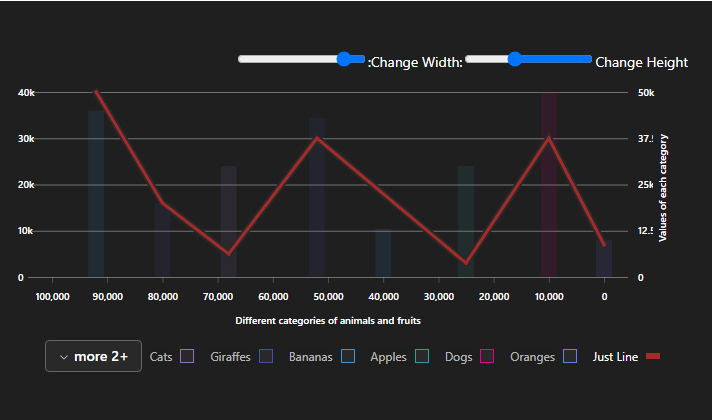 :Change Width: Change Height
40k
30k
20k
10k
0
50k
37.5
25k
12.5
0
Values of each category
100,000 90,000 80,000 70,000 60,000 50,000 40,000 30,000 20,000 10,000 0
Different categories of animals and fruits
more 2+ Cats Giraffes Bananas Apples Dogs Oranges Just Line